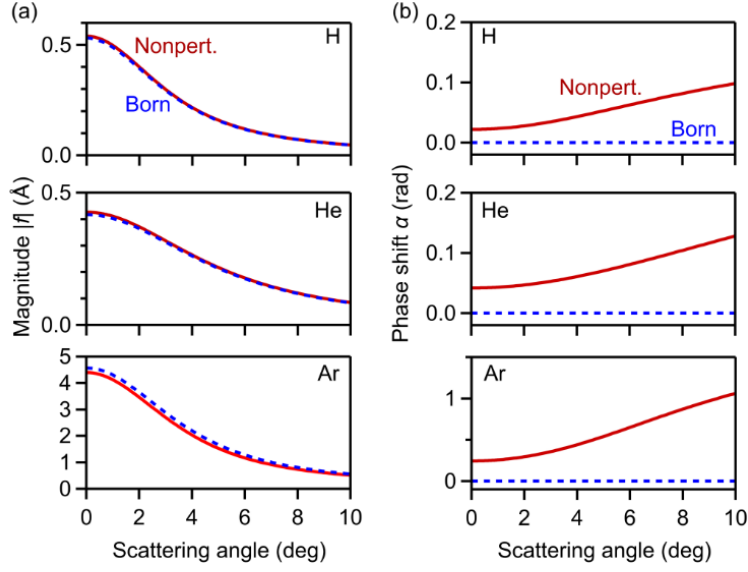 (a)
H
Nonpert.
Born
0.5
0.0
He
0.5
0.0
Ar
5
4
3
2
1
0
0 2 4 6 8 10
Scattering angle (deg)
Magnitude |f| (Å)
(b)
H
Nonpert.
Born
0.2
0.1
0.0
He
0.2
0.1
0.0
Ar
1
0
0 2 4 6 8 10
Scattering angle (deg)
Phase shift α (rad)